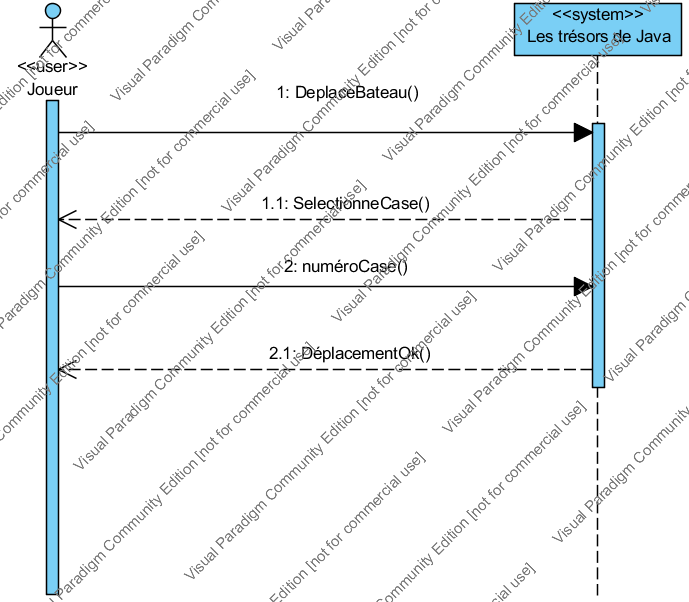 <<system>>
Les trésors de Java
<<user>>
Joueur
1: DeplaceBateau()
1.1: SelectionneCase()
2: numéroCase()
2.1: DéplacementOk()
Visual Paradigm Community Edition [not for commercial use]